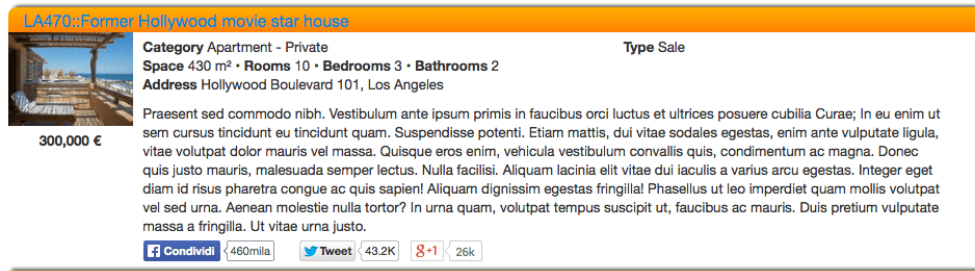 LA470::Former Hollywood movie star house
Category Apartment - Private
Type Sale
Space 430 m² • Rooms 10 • Bedrooms 3 • Bathrooms 2
Address Hollywood Boulevard 101, Los Angeles
300,000 €
Praesent sed commodo nibh. Vestibulum ante ipsum primis in faucibus orci luctus et ultrices posuere cubilia Curae; In eu enim ut
sem cursus tincidunt eu tincidunt quam. Suspendisse potenti. Etiam mattis, dui vitae sodales egestas, enim ante vulputate ligula,
vitae volutpat dolor mauris vel massa. Quisque eros enim, vehicula vestibulum convallis quis, condimentum ac magna. Donec
quis justo mauris, malesuada semper lectus. Nulla facilisi. Aliquam lacinia elit vitae dui iaculis a varius arcu egestas. Integer eget
diam id risus pharetra congue ac quis sapien! Aliquam dignissim egestas fringilla! Phasellus ut leo imperdiet quam mollis volutpat
vel sed urna. Aenean molestie nulla tortor? In urna quam, volutpat tempus suscipit ut, faucibus ac mauris. Duis pretium vulputate
massa a fringilla. Ut vitae urna justo.
Condividi 460mila Tweet 43.2K g+1 26k